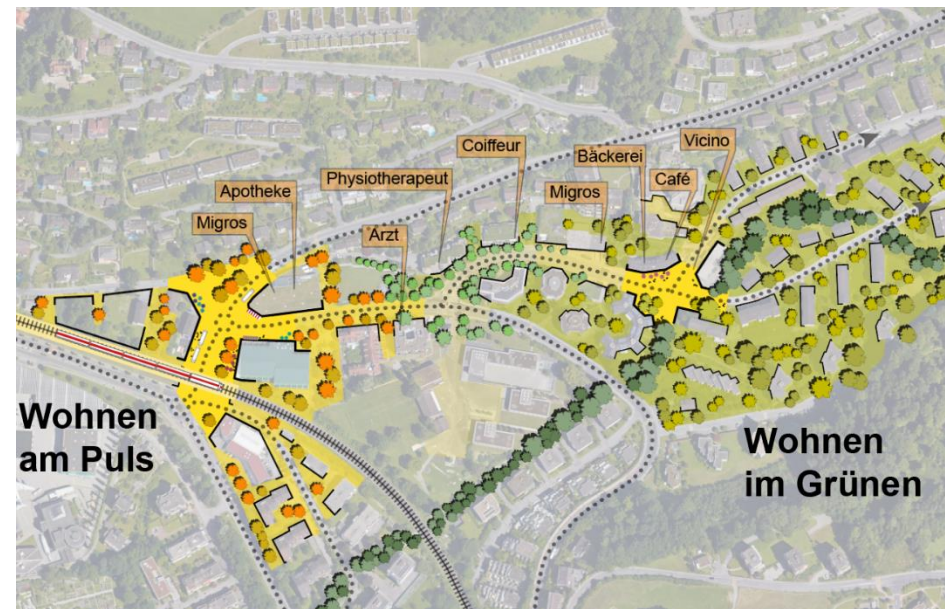 Coiffeur
Vicino
Bäckerei
Physiotherapeut
Café
Apotheke
Migros
Migros
Arzt
Wohnen
am Puls
Wohnen
im Grünen